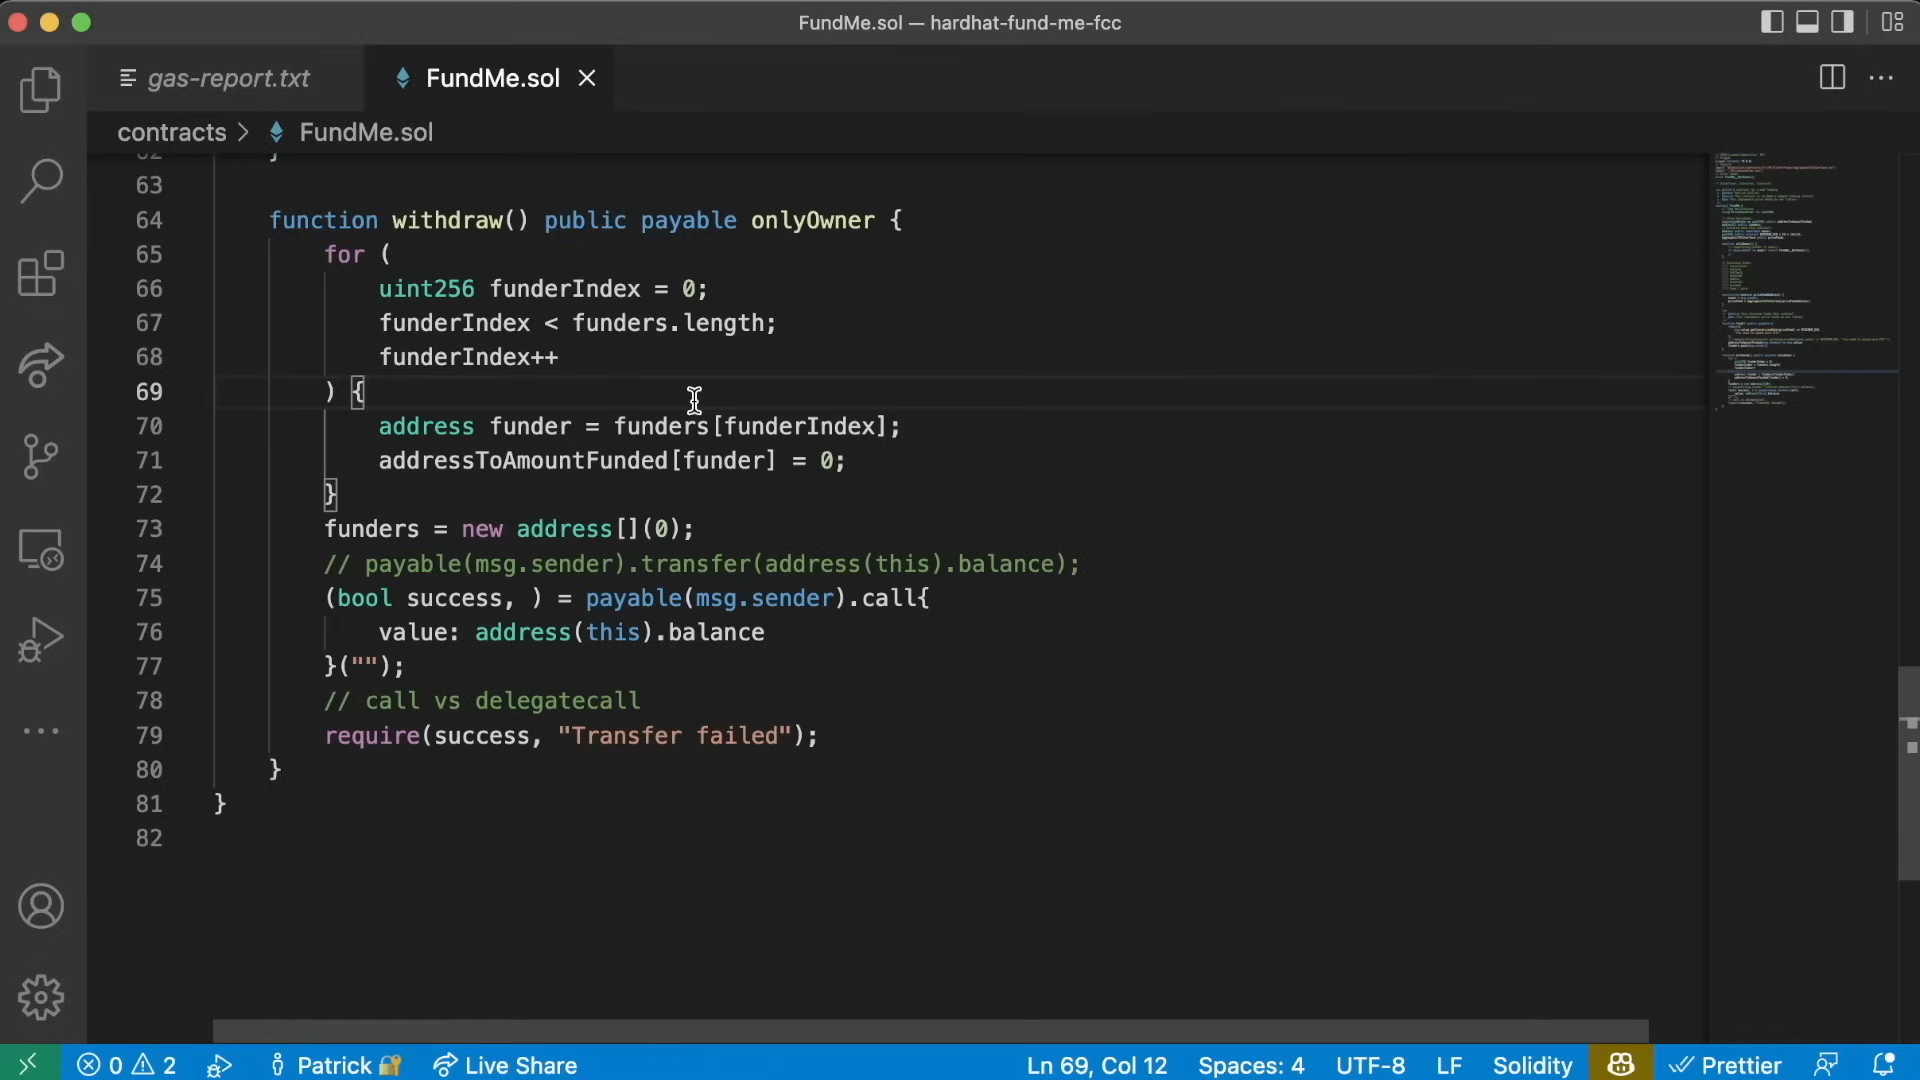 FundMe.sol — hardhat-fund-me-fcc
gas-report.txt
FundMe.sol
contracts > FundMe.sol
62 }
63
64 function withdraw() public payable onlyOwner {
65 for (
66 uint256 funderIndex = 0;
67 funderIndex < funders.length;
68 funderIndex++
69 ) {
70 address funder = funders[funderIndex];
71 addressToAmountFunded[funder] = 0;
72 }
73 funders = new address[](0);
74 // payable(msg.sender).transfer(address(this).balance);
75 (bool success, ) = payable(msg.sender).call{
76 value: address(this).balance
77 }("");
78 // call vs delegatecall
79 require(success, "Transfer failed");
80 }
81 }
82
0 2 Patrick 🔐 Live Share Ln 69, Col 12 Spaces: 4 UTF-8 LF Solidity Prettier